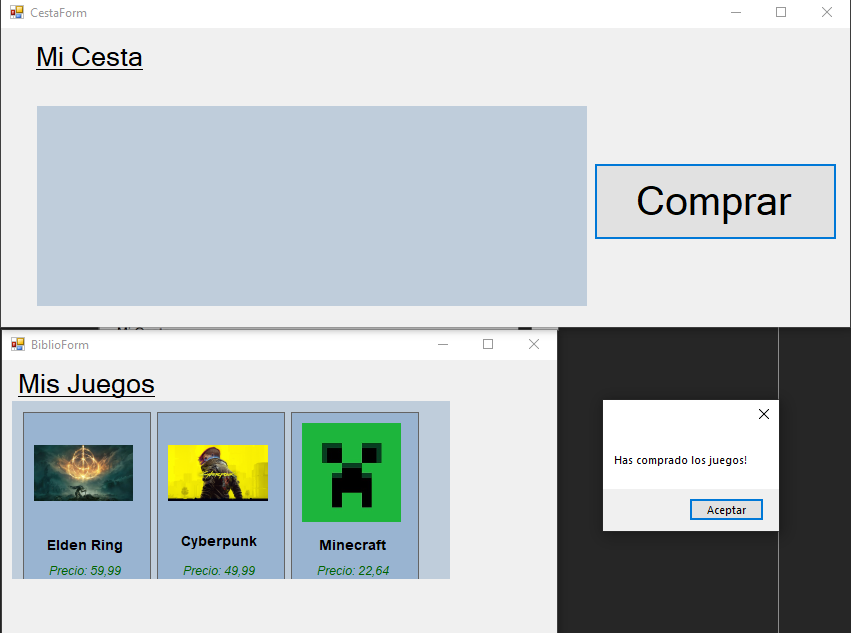 CestaForm
Mi Cesta
Comprar
BiblioForm
Mis Juegos
Elden Ring
Precio: 59,99
Cyberpunk
Precio: 49,99
Minecraft
Precio: 22,64
Has comprado los juegos!
Aceptar